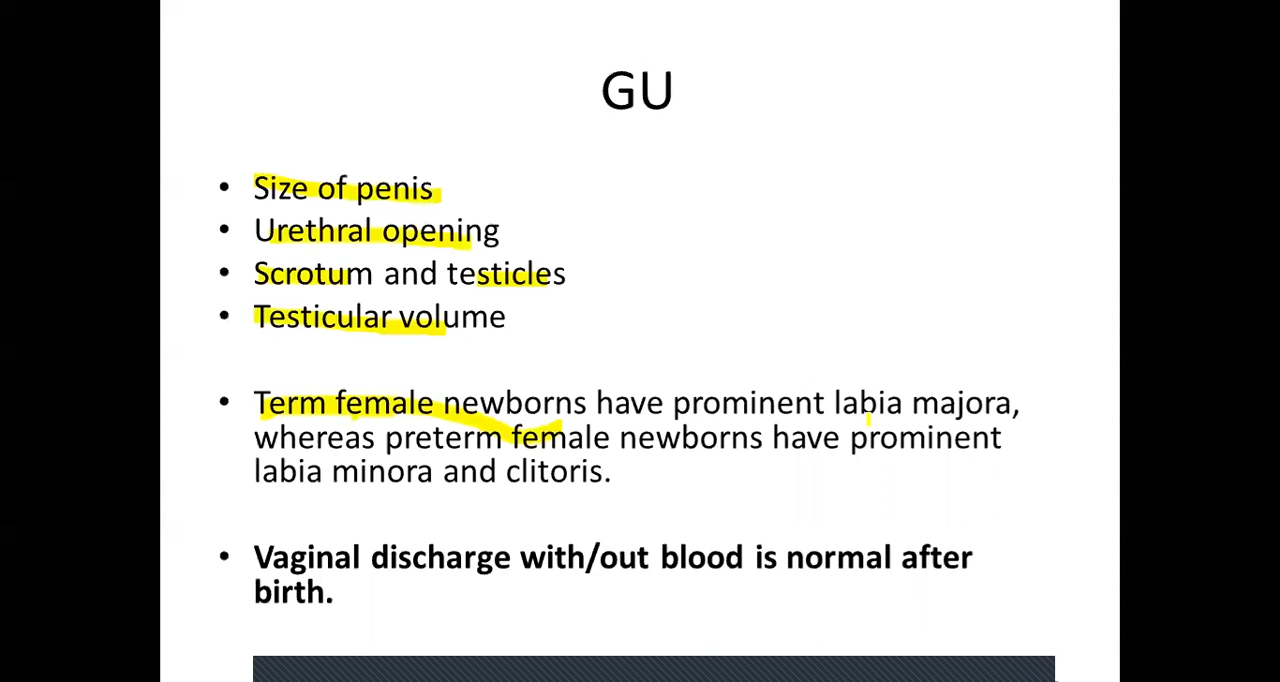 GU
• Size of penis
• Urethral opening
• Scrotum and testicles
• Testicular volume
• Term female newborns have prominent labia majora,
whereas preterm female newborns have prominent
labia minora and clitoris.
• Vaginal discharge with/out blood is normal after
birth.